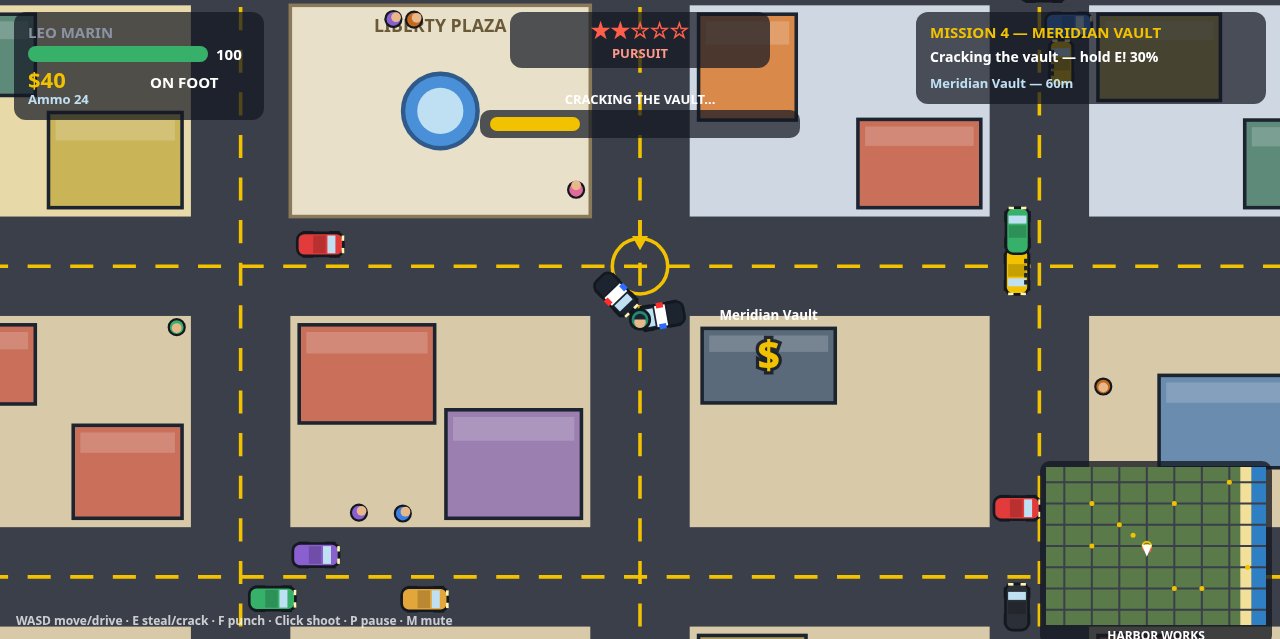 LEO MARIN
100
$40
ON FOOT
Ammo 24
LIBERTY PLAZA
★★☆☆☆
PURSUIT
CRACKING THE VAULT...
MISSION 4 — MERIDIAN VAULT
Cracking the vault — hold E! 30%
Meridian Vault — 60m
Meridian Vault
$
WASD move/drive · E steal/crack · F punch · Click shoot · P pause · M mute
HARBOR WORKS